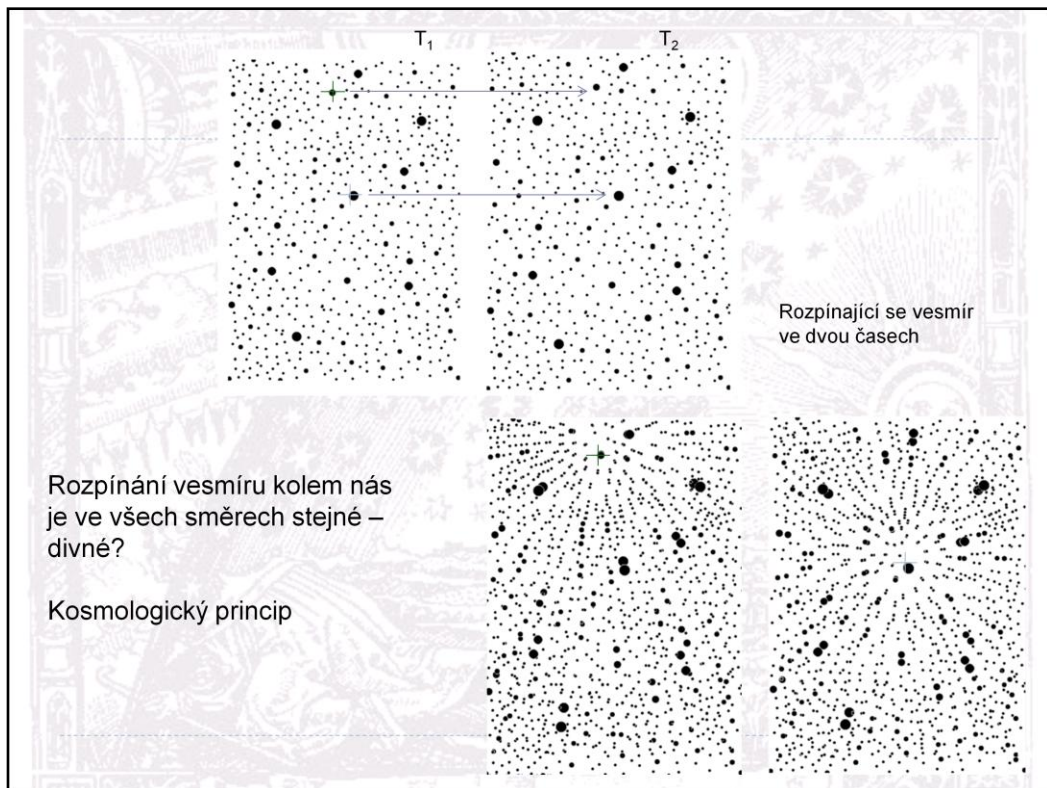 T₁
T₂
Rozpínající se vesmír
ve dvou časech
Rozpínání vesmíru kolem nás
je ve všech směrech stejné –
divné?
Kosmologický princip